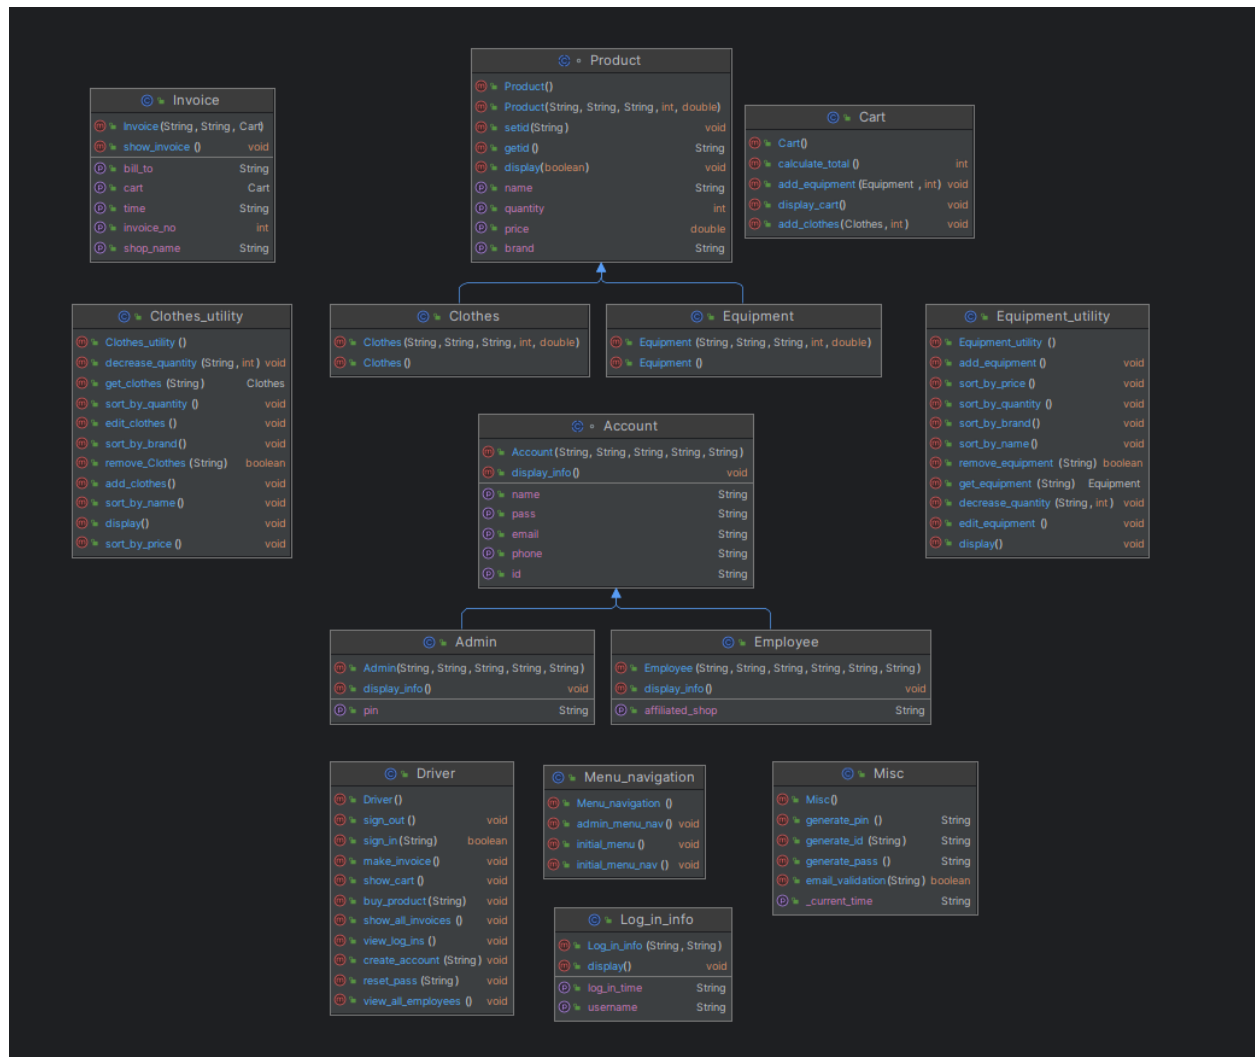 Product
Product()
Product(String, String, String, int, double)
setid(String) void
getid() String
display(boolean) void
name String
quantity int
price double
brand String
Invoice
Invoice(String, String, Cart)
show_invoice() void
bill_to String
cart Cart
time String
invoice_no int
shop_name String
Cart
Cart()
calculate_total() int
add_equipment(Equipment, int) void
display_cart() void
add_clothes(Clothes, int) void
Clothes_utility
Clothes_utility()
decrease_quantity(String, int) void
get_clothes(String) Clothes
sort_by_quantity() void
edit_clothes() void
sort_by_brand() void
remove_Clothes(String) boolean
add_clothes() void
sort_by_name() void
display() void
sort_by_price() void
Clothes
Clothes(String, String, String, int, double)
Clothes()
Equipment
Equipment(String, String, String, int, double)
Equipment()
Equipment_utility
Equipment_utility()
add_equipment() void
sort_by_price() void
sort_by_quantity() void
sort_by_brand() void
sort_by_name() void
remove_equipment(String) boolean
get_equipment(String) Equipment
decrease_quantity(String, int) void
edit_equipment() void
display() void
Account
Account(String, String, String, String, String)
display_info() void
name String
pass String
email String
phone String
id String
Admin
Admin(String, String, String, String, String)
display_info() void
pin String
Employee
Employee(String, String, String, String, String, String)
display_info() void
affiliated_shop String
Driver
Driver()
sign_out() void
sign_in(String) boolean
make_invoice() void
show_cart() void
buy_product(String) void
show_all_invoices() void
view_log_ins() void
create_account(String) void
reset_pass(String) void
view_all_employees() void
Menu_navigation
Menu_navigation()
admin_menu_nav() void
initial_menu() void
initial_menu_nav() void
Misc
Misc()
generate_pin() String
generate_id(String) String
generate_pass() String
email_validation(String) boolean
_current_time String
Log_in_info
Log_in_info(String, String)
display() void
log_in_time String
username String